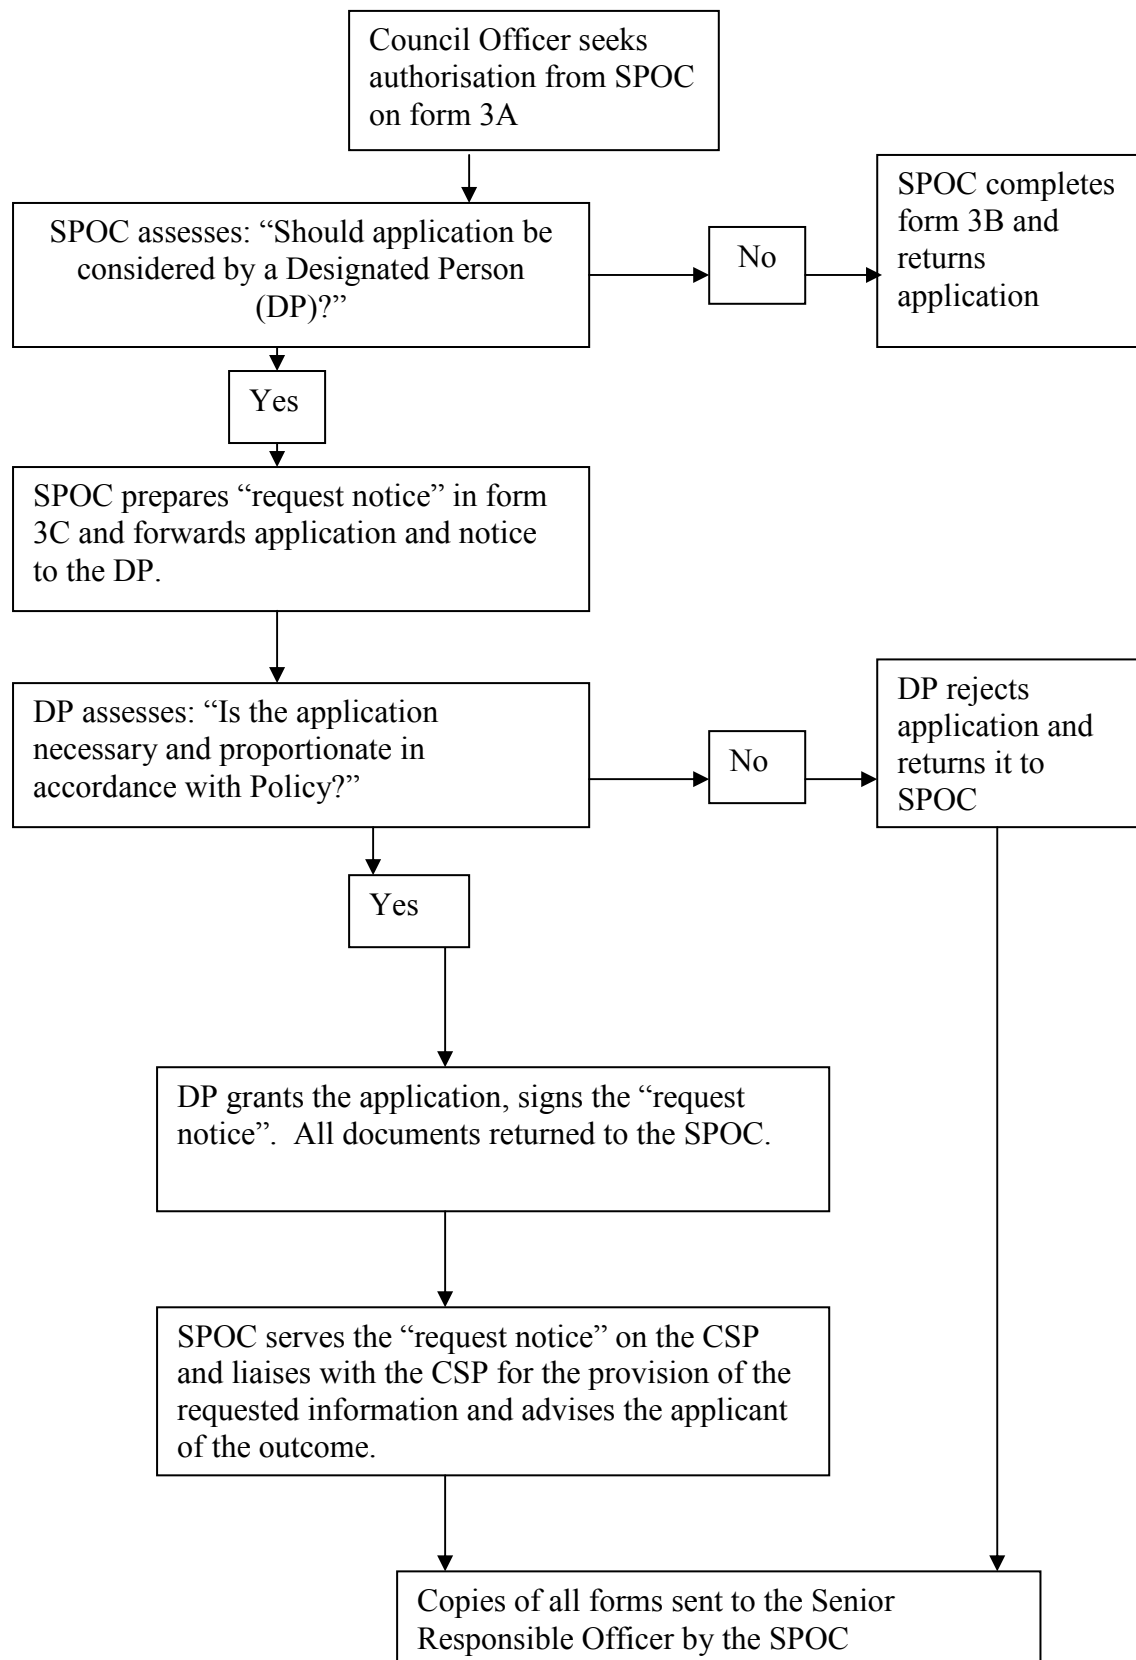 Council Officer seeks
authorisation from SPOC
on form 3A
SPOC assesses: “Should application be
considered by a Designated Person
(DP)?”
No
SPOC completes
form 3B and
returns
application
Yes
SPOC prepares “request notice” in form
3C and forwards application and notice
to the DP.
DP assesses: “Is the application
necessary and proportionate in
accordance with Policy?”
No
DP rejects
application and
returns it to
SPOC
Yes
DP grants the application, signs the “request
notice”.  All documents returned to the SPOC.
SPOC serves the “request notice” on the CSP
and liaises with the CSP for the provision of the
requested information and advises the applicant
of the outcome.
Copies of all forms sent to the Senior
Responsible Officer by the SPOC